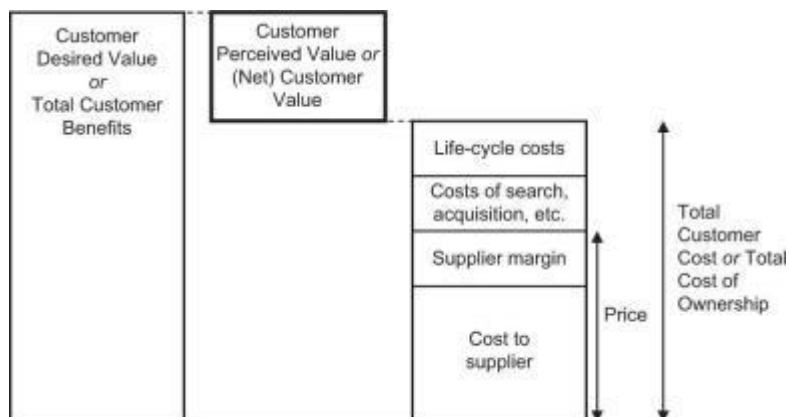 Customer
Desired Value
or
Total Customer
Benefits
Customer
Perceived Value or
(Net) Customer
Value
Life-cycle costs
Costs of search,
acquisition, etc.
Supplier margin
Cost to
supplier
Price
Total
Customer
Cost or Total
Cost of
Ownership